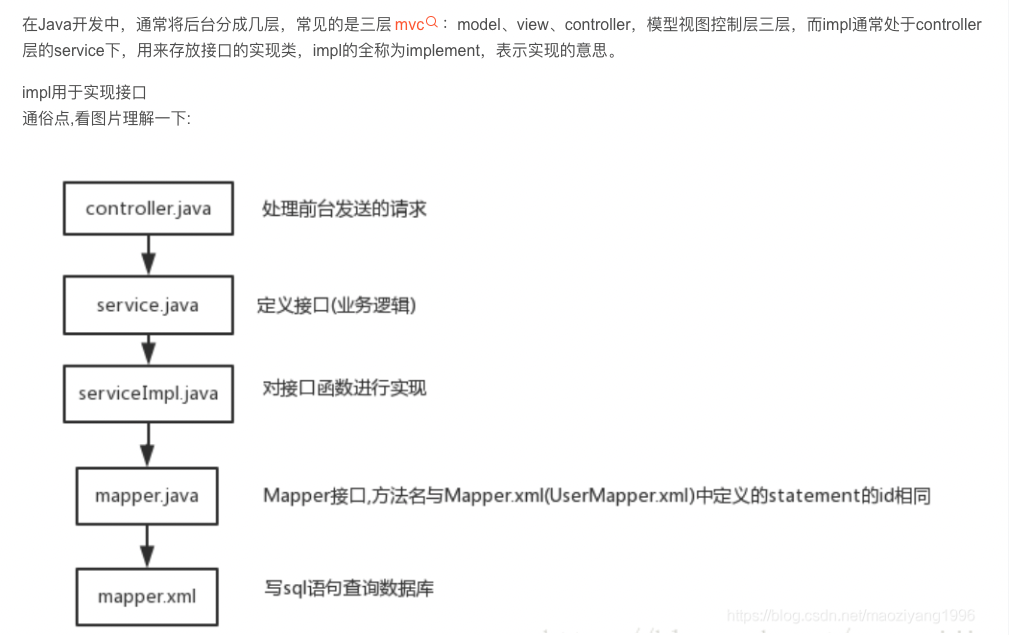 在Java开发中，通常将后台分成几层，常见的是三层mvc：model、view、controller，模型视图控制层三层，而impl通常处于controller
层的service下，用来存放接口的实现类，impl的全称为implement，表示实现的意思。
impl用于实现接口
通俗点,看图片理解一下:
controller.java 处理前台发送的请求
service.java 定义接口(业务逻辑)
serviceImpl.java 对接口函数进行实现
mapper.java Mapper接口,方法名与Mapper.xml(UserMapper.xml)中定义的statement的id相同
mapper.xml 写sql语句查询数据库
https://blog.csdn.net/maoziyang1996